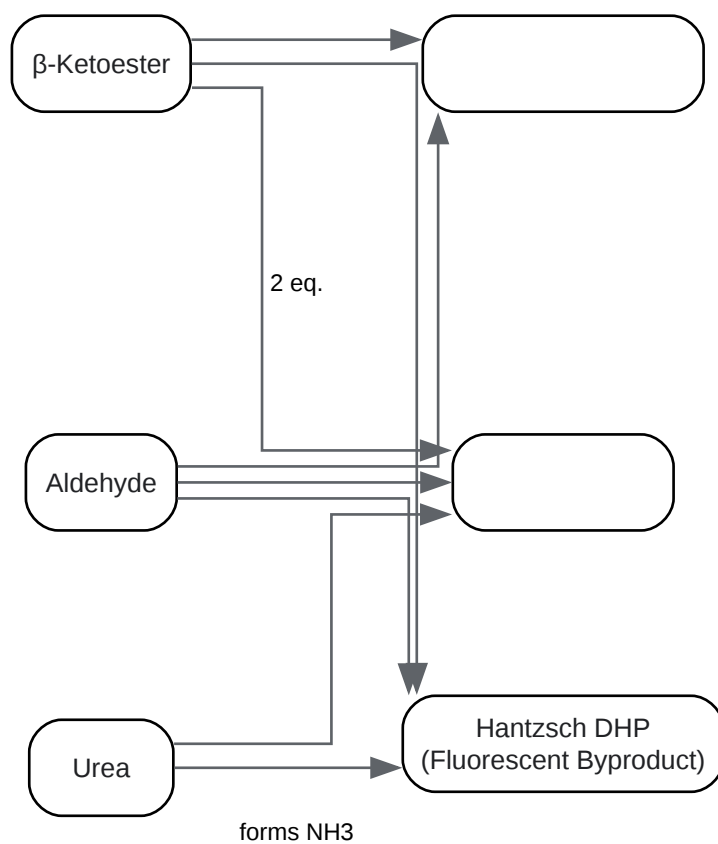 β-Ketoester
2 eq.
Aldehyde
Hantzsch DHP
(Fluorescent Byproduct)
Urea
forms NH3